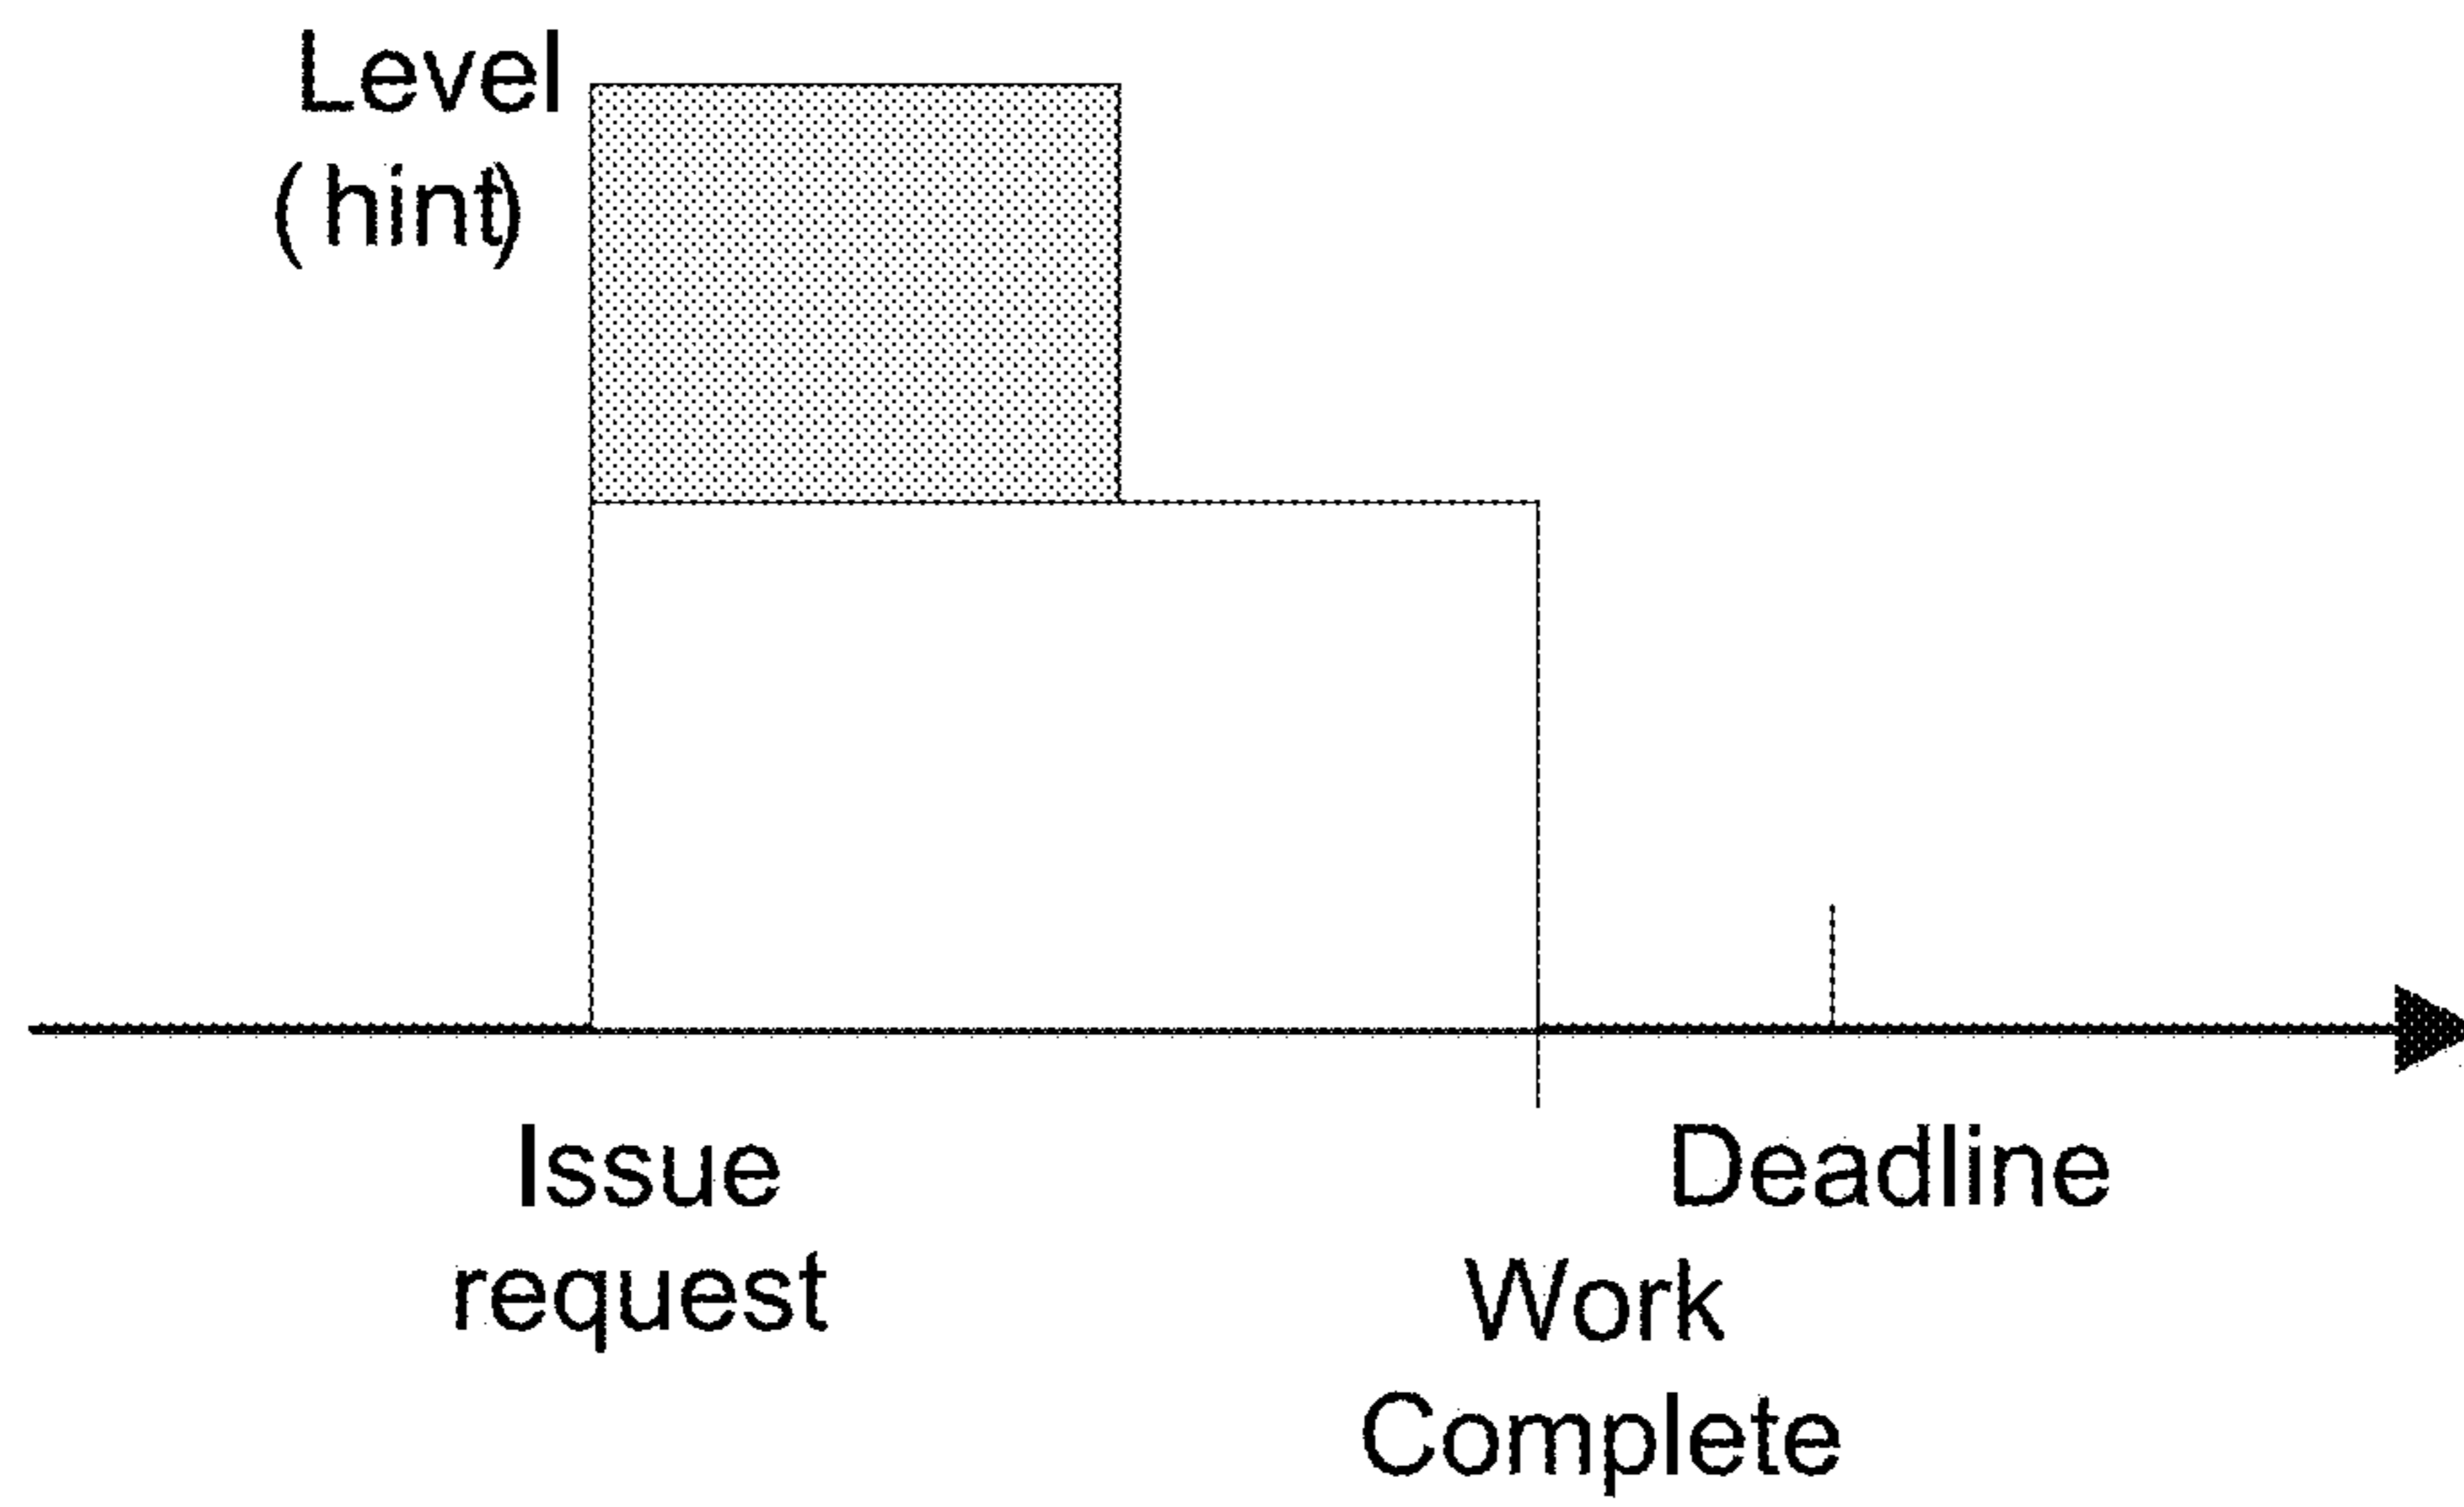 Level
(hint)
Issue
request
Deadline
Work
Complete